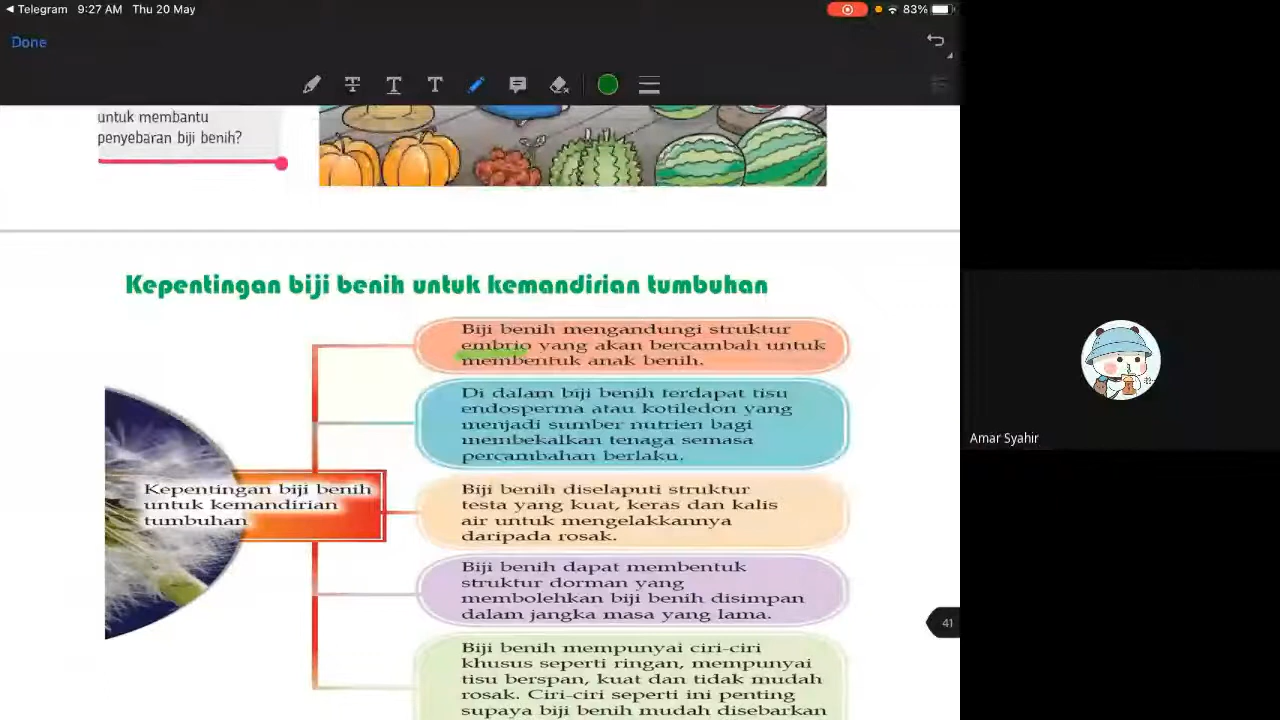 Telegram 9:27 AM Thu 20 May 83%
Done
untuk membantu
penyebaran biji benih?
Kepentingan biji benih untuk kemandirian tumbuhan
Kepentingan biji benih
untuk kemandirian
tumbuhan
Biji benih mengandungi struktur
embrio yang akan bercambah untuk
membentuk anak benih.
Di dalam biji benih terdapat tisu
endosperma atau kotiledon yang
menjadi sumber nutrien bagi
membekalkan tenaga semasa
percambahan berlaku.
Biji benih diselaputi struktur
testa yang kuat, keras dan kalis
air untuk mengelakkannya
daripada rosak.
Biji benih dapat membentuk
struktur dorman yang
membolehkan biji benih disimpan
dalam jangka masa yang lama.
Biji benih mempunyai ciri-ciri
khusus seperti ringan, mempunyai
tisu berspan, kuat dan tidak mudah
rosak. Ciri-ciri seperti ini penting
supaya biji benih mudah disebarkan
41
Amar Syahir